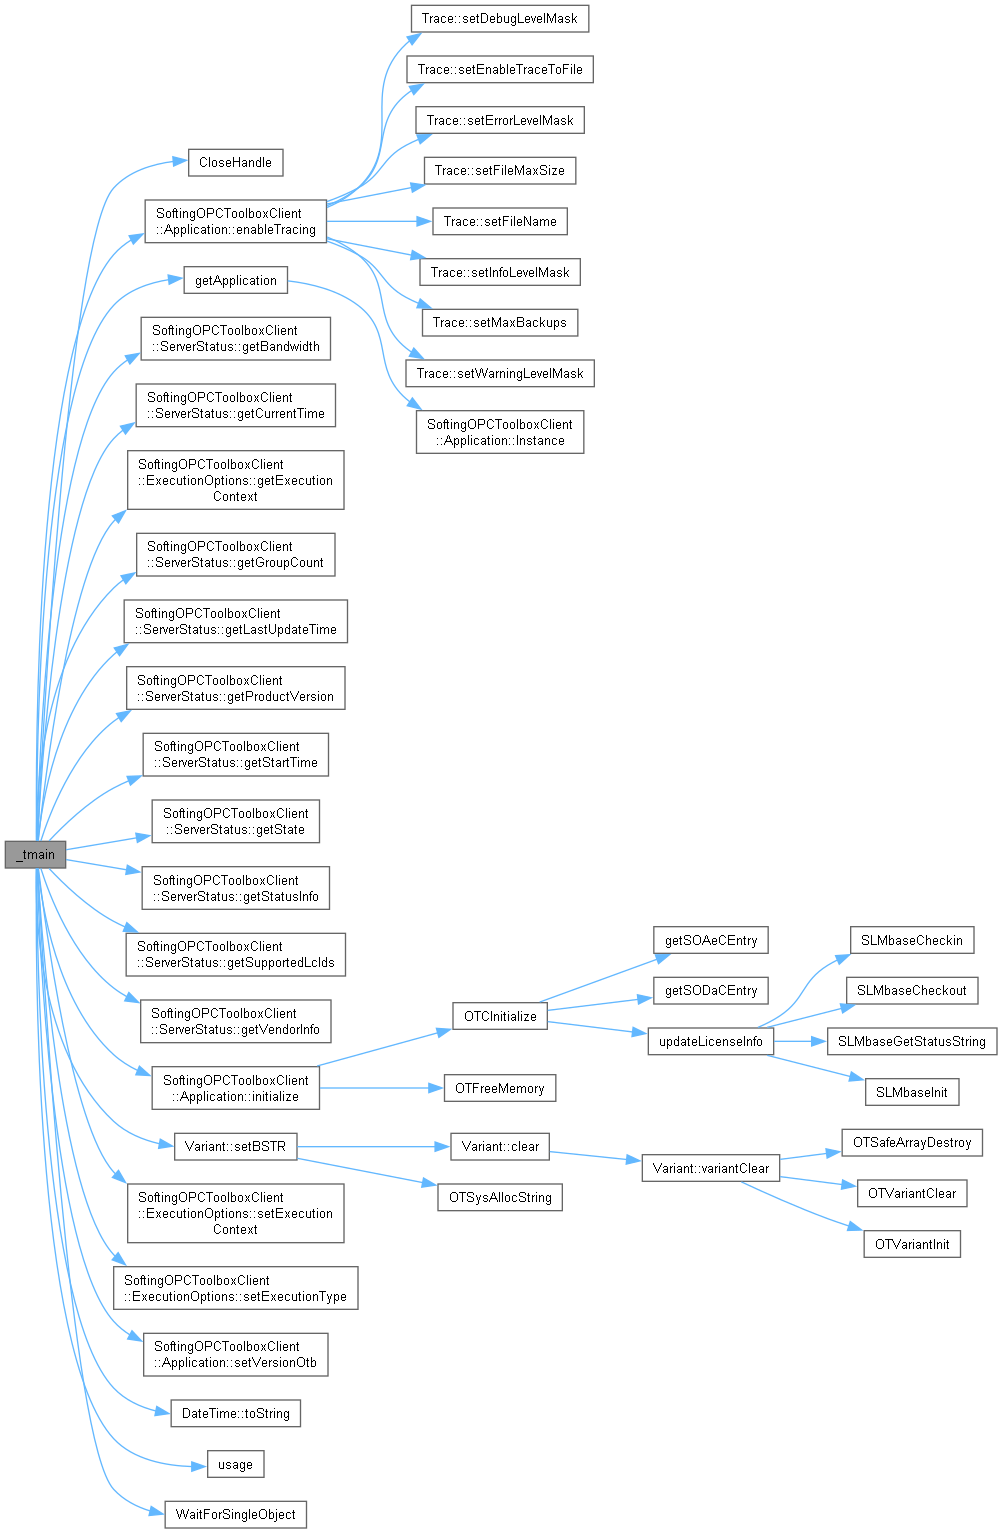 Trace::setDebugLevelMask
Trace::setEnableTraceToFile
Trace::setErrorLevelMask
CloseHandle
Trace::setFileMaxSize
SoftingOPCToolboxClient
::Application::enableTracing
Trace::setFileName
Trace::setInfoLevelMask
getApplication
Trace::setMaxBackups
SoftingOPCToolboxClient
::ServerStatus::getBandwidth
Trace::setWarningLevelMask
SoftingOPCToolboxClient
::ServerStatus::getCurrentTime
SoftingOPCToolboxClient
::Application::Instance
SoftingOPCToolboxClient
::ExecutionOptions::getExecution
Context
SoftingOPCToolboxClient
::ServerStatus::getGroupCount
SoftingOPCToolboxClient
::ServerStatus::getLastUpdateTime
SoftingOPCToolboxClient
::ServerStatus::getProductVersion
SoftingOPCToolboxClient
::ServerStatus::getStartTime
SoftingOPCToolboxClient
::ServerStatus::getState
_tmain
SoftingOPCToolboxClient
::ServerStatus::getStatusInfo
SoftingOPCToolboxClient
::ServerStatus::getSupportedLcIds
getSOAeCEntry
SLMbaseCheckin
getSODaCEntry
SLMbaseCheckout
SoftingOPCToolboxClient
::ServerStatus::getVendorInfo
OTCInitialize
updateLicenseInfo
SLMbaseGetStatusString
SoftingOPCToolboxClient
::Application::initialize
OTFreeMemory
SLMbaseInit
Variant::setBSTR
Variant::clear
OTSafeArrayDestroy
Variant::variantClear
OTSysAllocString
OTVariantClear
SoftingOPCToolboxClient
::ExecutionOptions::setExecution
Context
OTVariantInit
SoftingOPCToolboxClient
::ExecutionOptions::setExecutionType
SoftingOPCToolboxClient
::Application::setVersionOtb
DateTime::toString
usage
WaitForSingleObject